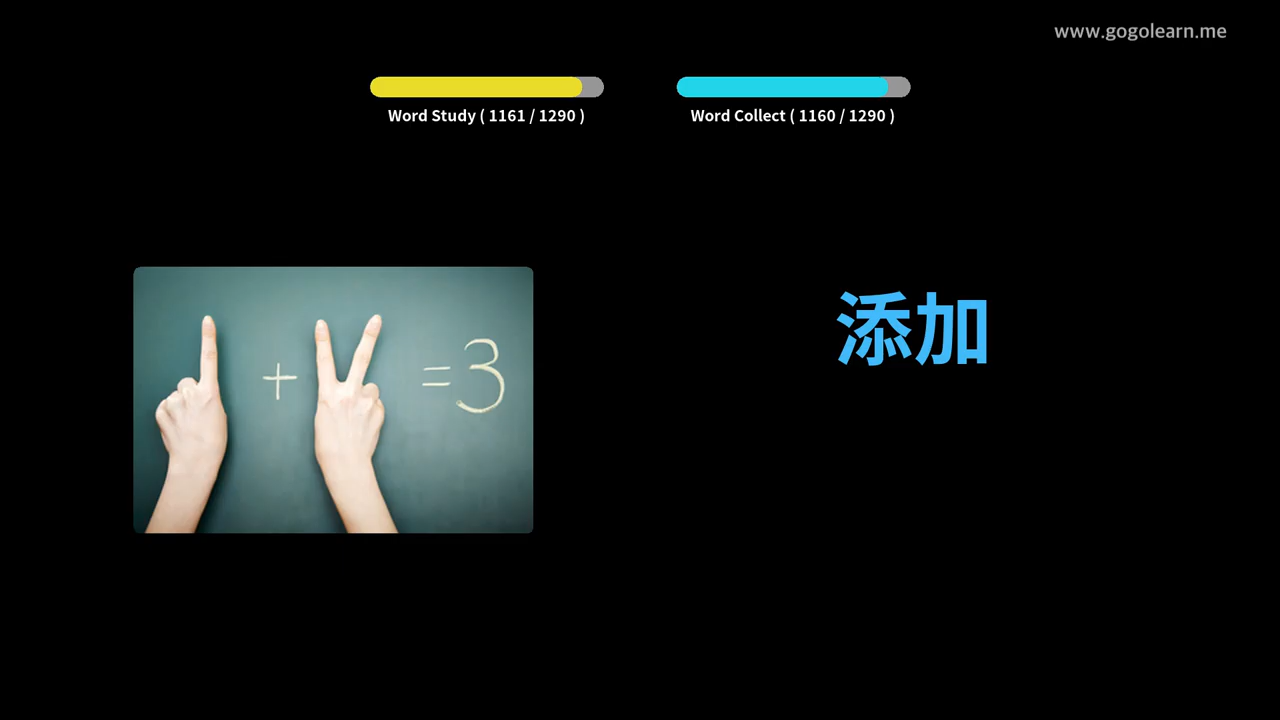 www.gogolearn.me
Word Study ( 1161 / 1290 )
Word Collect ( 1160 / 1290 )
+ =3
添加